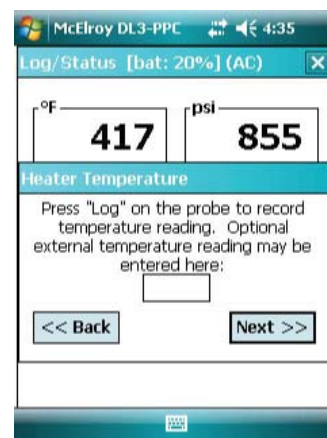 McElroy DL3-PPC 4:35
Log/Status [bat: 20%] (AC)
°F psi
417 855
Heater Temperature
Press "Log" on the probe to record
temperature reading. Optional
external temperature reading may be
entered here:
<< Back Next >>